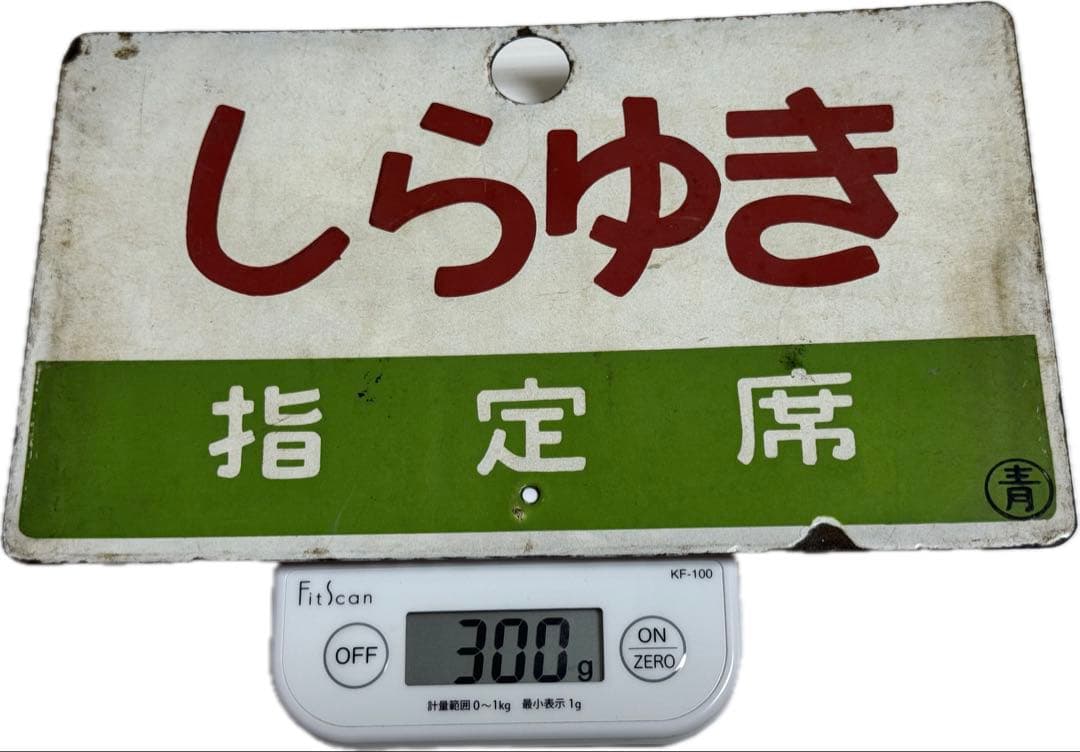 しらゆき
指定席
青
FitScan
KF-100
OFF
300g
ON
ZERO
計量範囲 0〜1kg 最小表示 1g